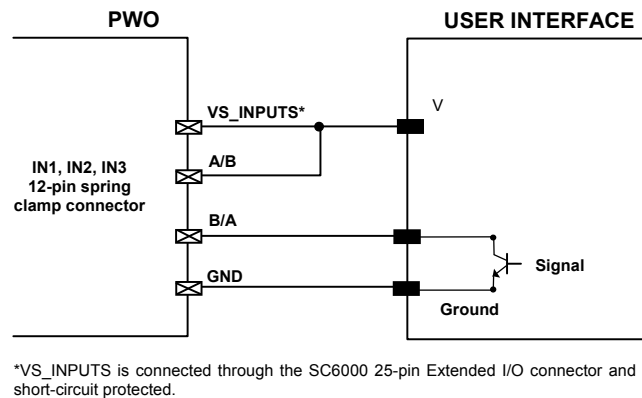 PWO
USER INTERFACE
VS_INPUTS*
V
A/B
IN1, IN2, IN3
12-pin spring
clamp connector
B/A
Signal
GND
Ground
*VS_INPUTS is connected through the SC6000 25-pin Extended I/O connector and
short-circuit protected.